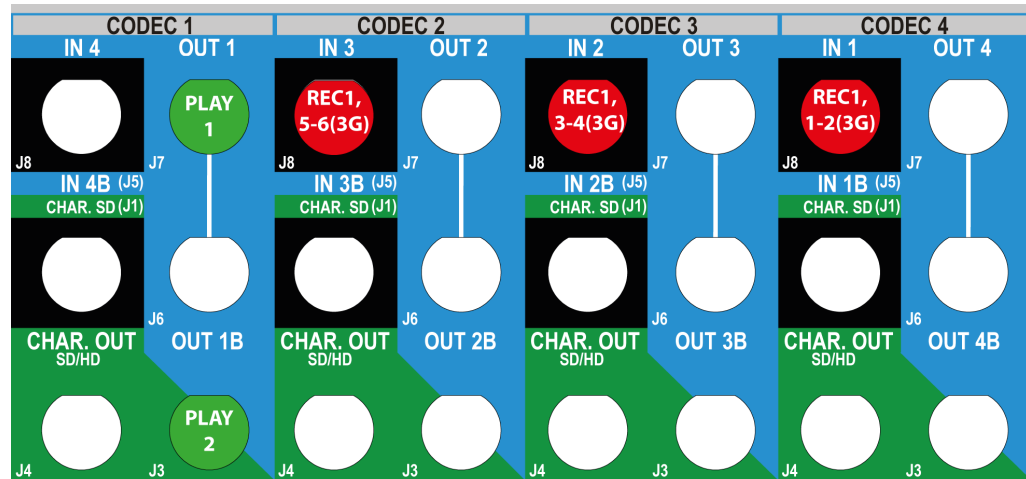 CODEC 1 CODEC 2 CODEC 3 CODEC 4
IN 4 OUT 1 IN 3 OUT 2 IN 2 OUT 3 IN 1 OUT 4
PLAY 1
REC1, 5-6(3G)
REC1, 3-4(3G)
REC1, 1-2(3G)
J8 J7 J8 J7 J8 J7 J8 J7
IN 4B (J5) IN 3B (J5) IN 2B (J5) IN 1B (J5)
CHAR. SD (J1) CHAR. SD (J1) CHAR. SD (J1) CHAR. SD (J1)
J6 J6 J6 J6
CHAR. OUT OUT 1B CHAR. OUT OUT 2B CHAR. OUT OUT 3B CHAR. OUT OUT 4B
SD/HD SD/HD SD/HD SD/HD
PLAY 2
J4 J3 J4 J3 J4 J3 J4 J3